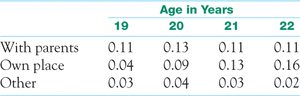 Age in Years
19 20 21 22
With parents 0.11 0.13 0.11 0.11
Own place 0.04 0.09 0.13 0.16
Other 0.03 0.04 0.03 0.02